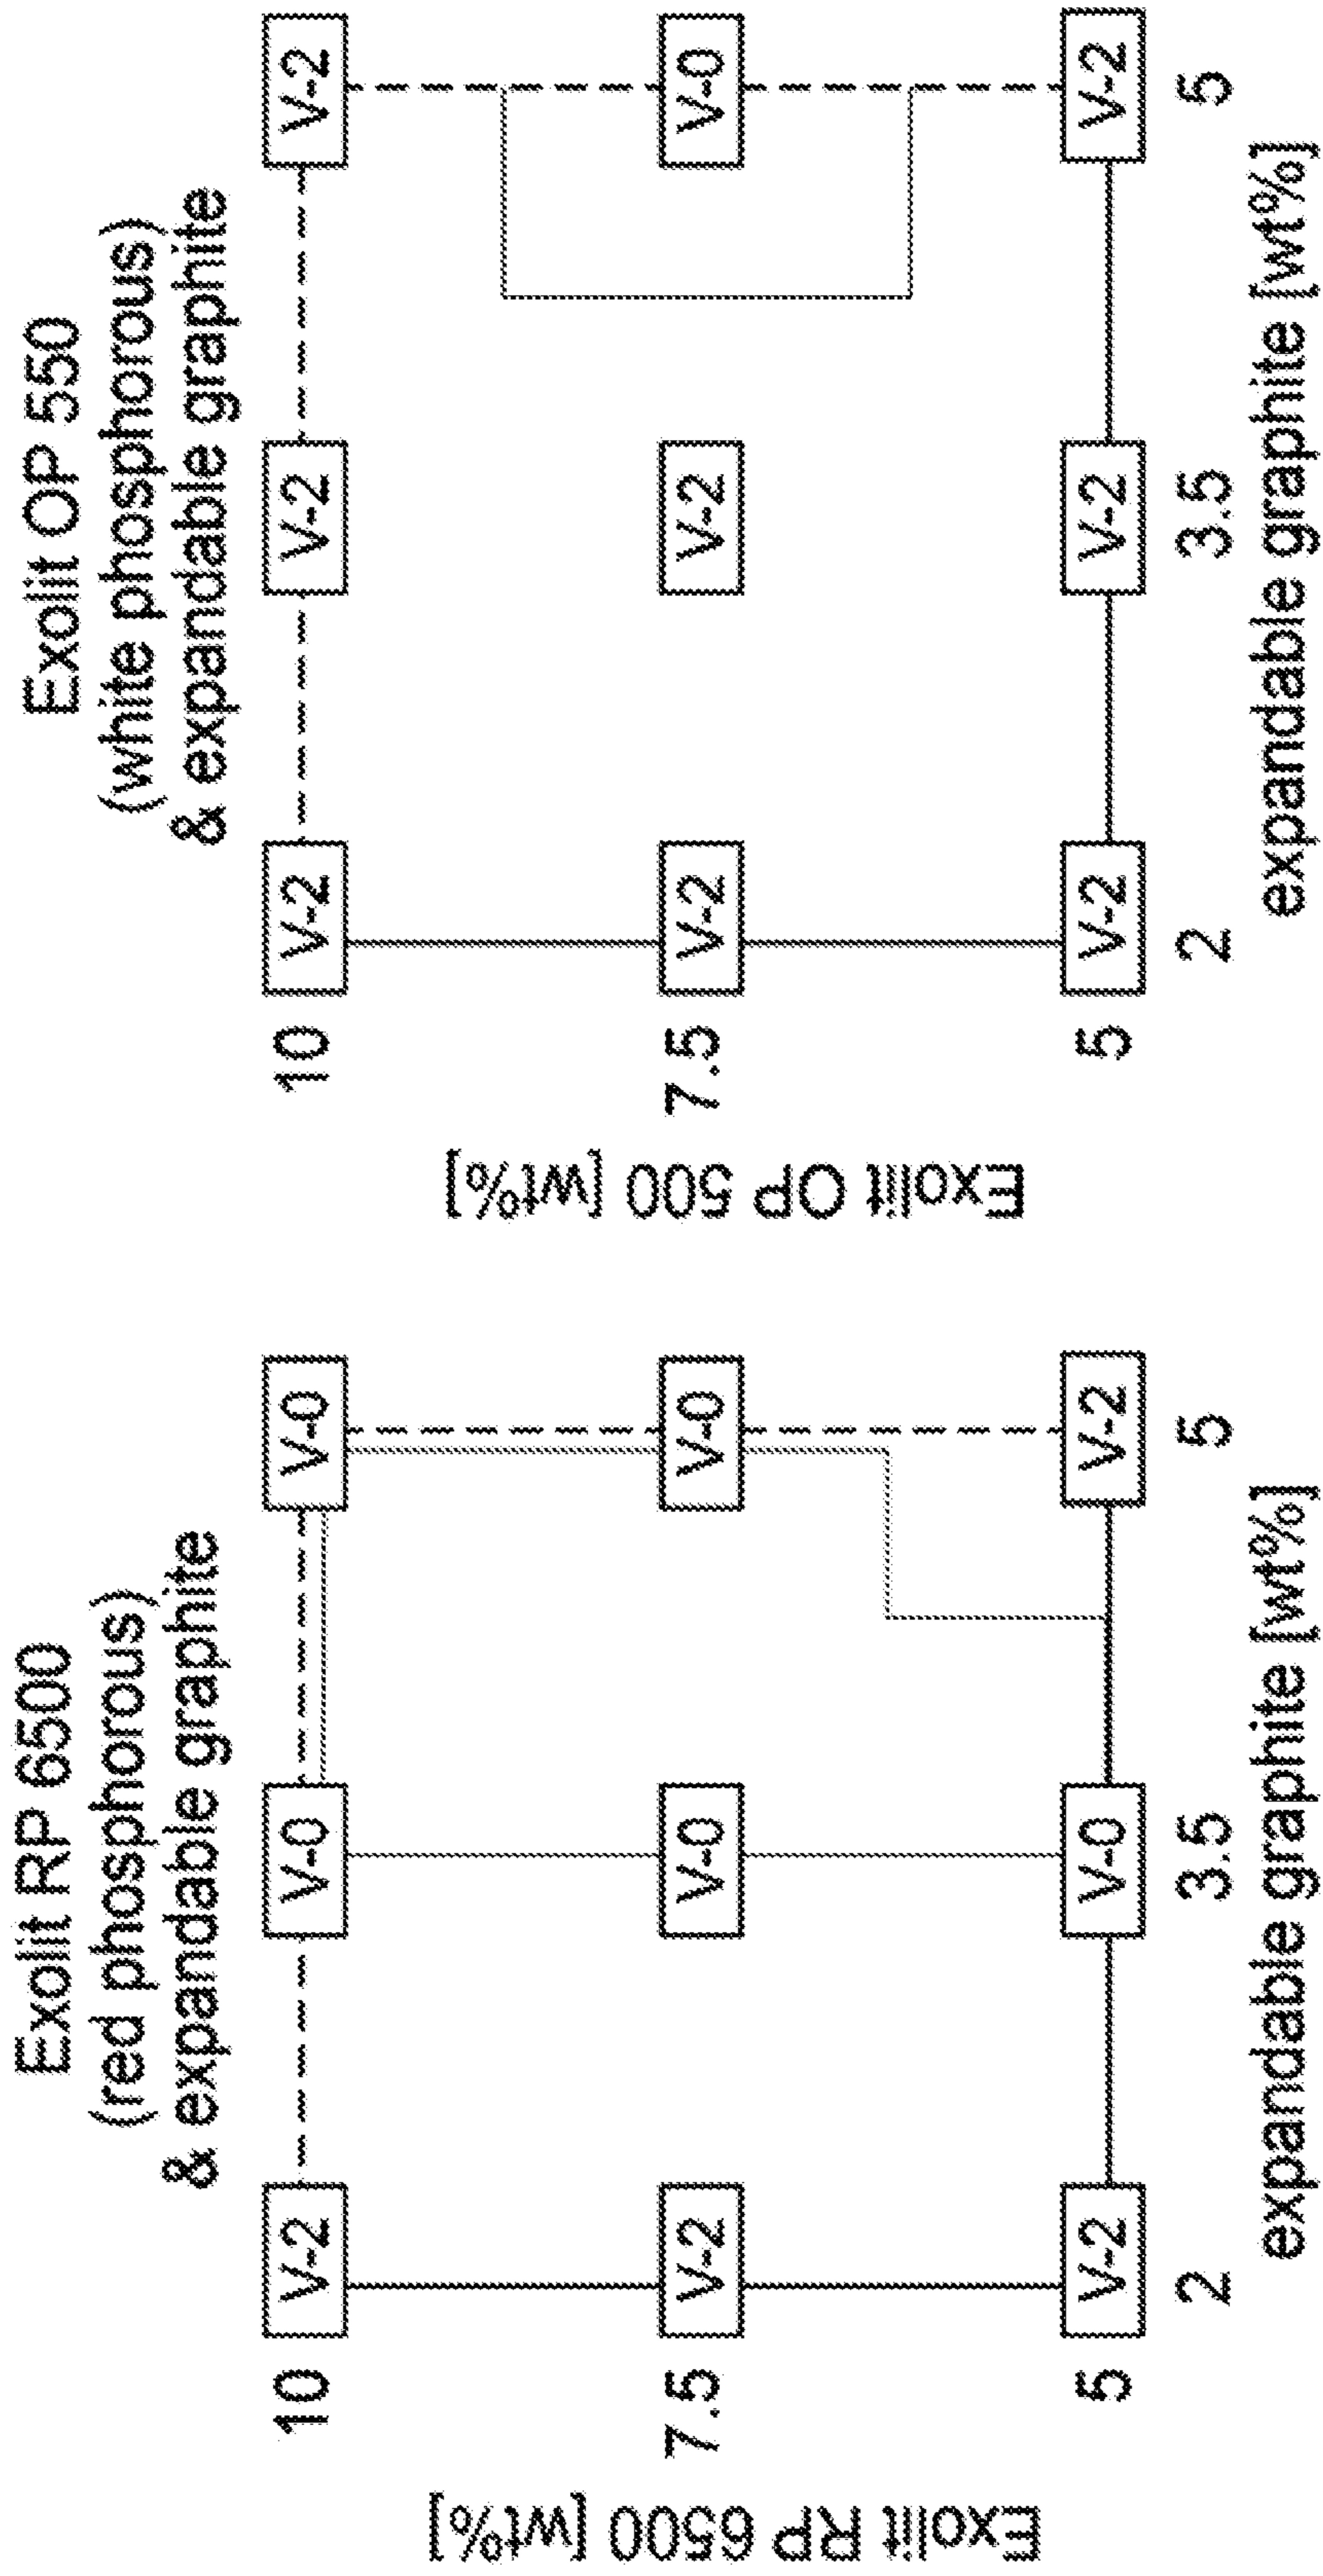 Exolit RP 6500
(red phosphorous)
& expandable graphite
Exolit RP 6500 [wt%]
10
V-2
V-0
V-0
7.5
V-2
V-0
V-0
5
V-2
V-0
V-2
2
3.5
5
expandable graphite [wt%]
Exolit OP 550
(white phosphorous)
& expandable graphite
Exolit OP 500 [wt%]
10
V-2
V-2
V-2
7.5
V-2
V-2
V-0
5
V-2
V-2
V-2
2
3.5
5
expandable graphite [wt%]